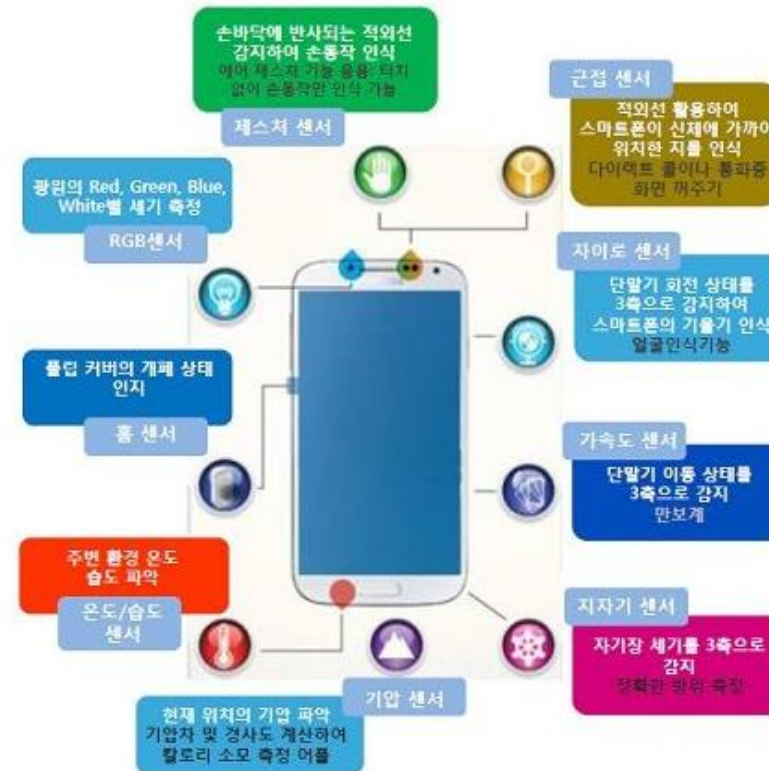 손바닥에 반사되는 적외선
감지하여 손동작 인식
에어 제스처 기능 응용: 터치
없이 손동작만 인식 가능
제스처 센서
근접 센서
적외선 활용하여
스마트폰이 신체에 가까이
위치한 지를 인식
다이렉트 콜이나 통화중
화면 꺼주기
광원의 Red, Green, Blue,
White별 세기 측정
RGB센서
자이로 센서
단말기 회전 상태를
3축으로 감지하여
스마트폰의 기울기 인식
얼굴인식기능
플립 커버의 개폐 상태
인지
홀 센서
가속도 센서
단말기 이동 상태를
3축으로 감지
만보계
주변 환경 온도
습도 파악
온도/습도
센서
지자기 센서
자기장 세기를 3축으로
감지
정확한 방위 측정
기압 센서
현재 위치의 기압 파악
기압차 및 경사도 계산하여
칼로리 소모 측정 어플